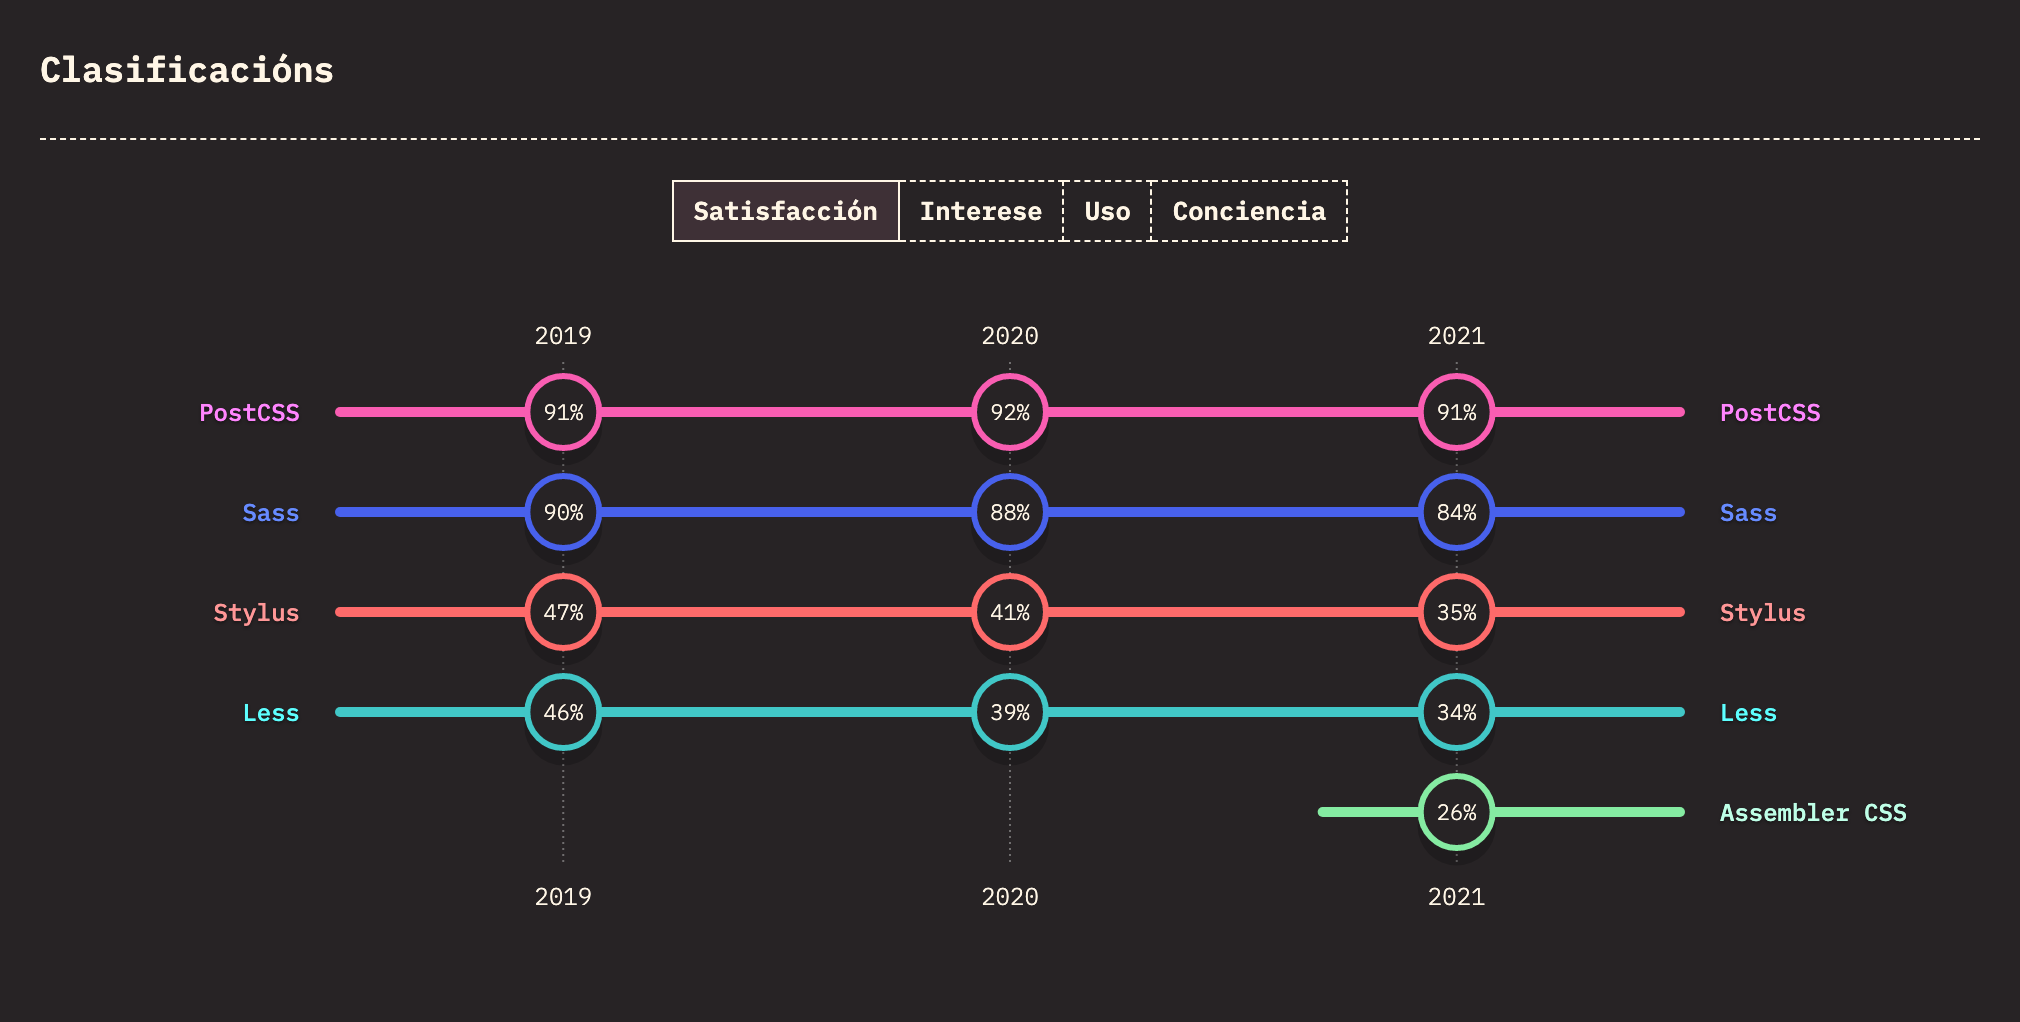 Clasificacións
Satisfacción Interese Uso Conciencia
2019 2020 2021
PostCSS 91% 92% 91% PostCSS
Sass 90% 88% 84% Sass
Stylus 47% 41% 35% Stylus
Less 46% 39% 34% Less
26% Assembler CSS
2019 2020 2021